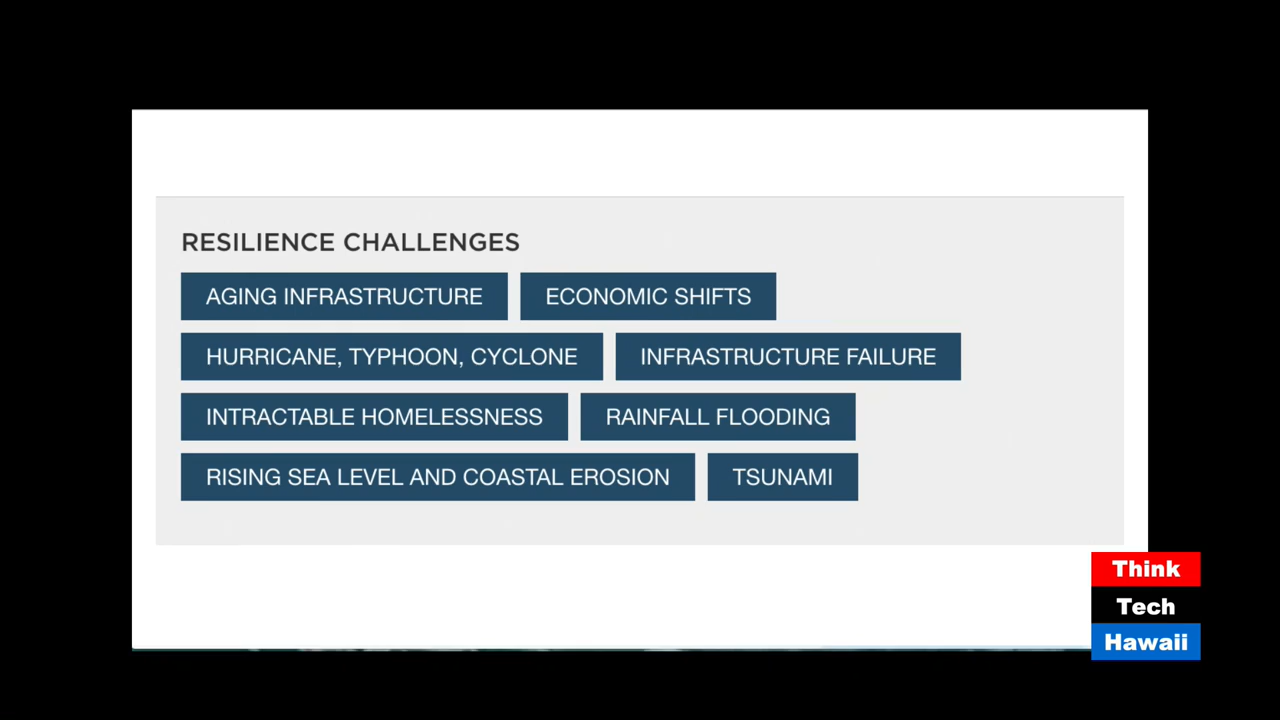 RESILIENCE CHALLENGES
AGING INFRASTRUCTURE
ECONOMIC SHIFTS
HURRICANE, TYPHOON, CYCLONE
INFRASTRUCTURE FAILURE
INTRACTABLE HOMELESSNESS
RAINFALL FLOODING
RISING SEA LEVEL AND COASTAL EROSION
TSUNAMI
Think
Tech
Hawaii